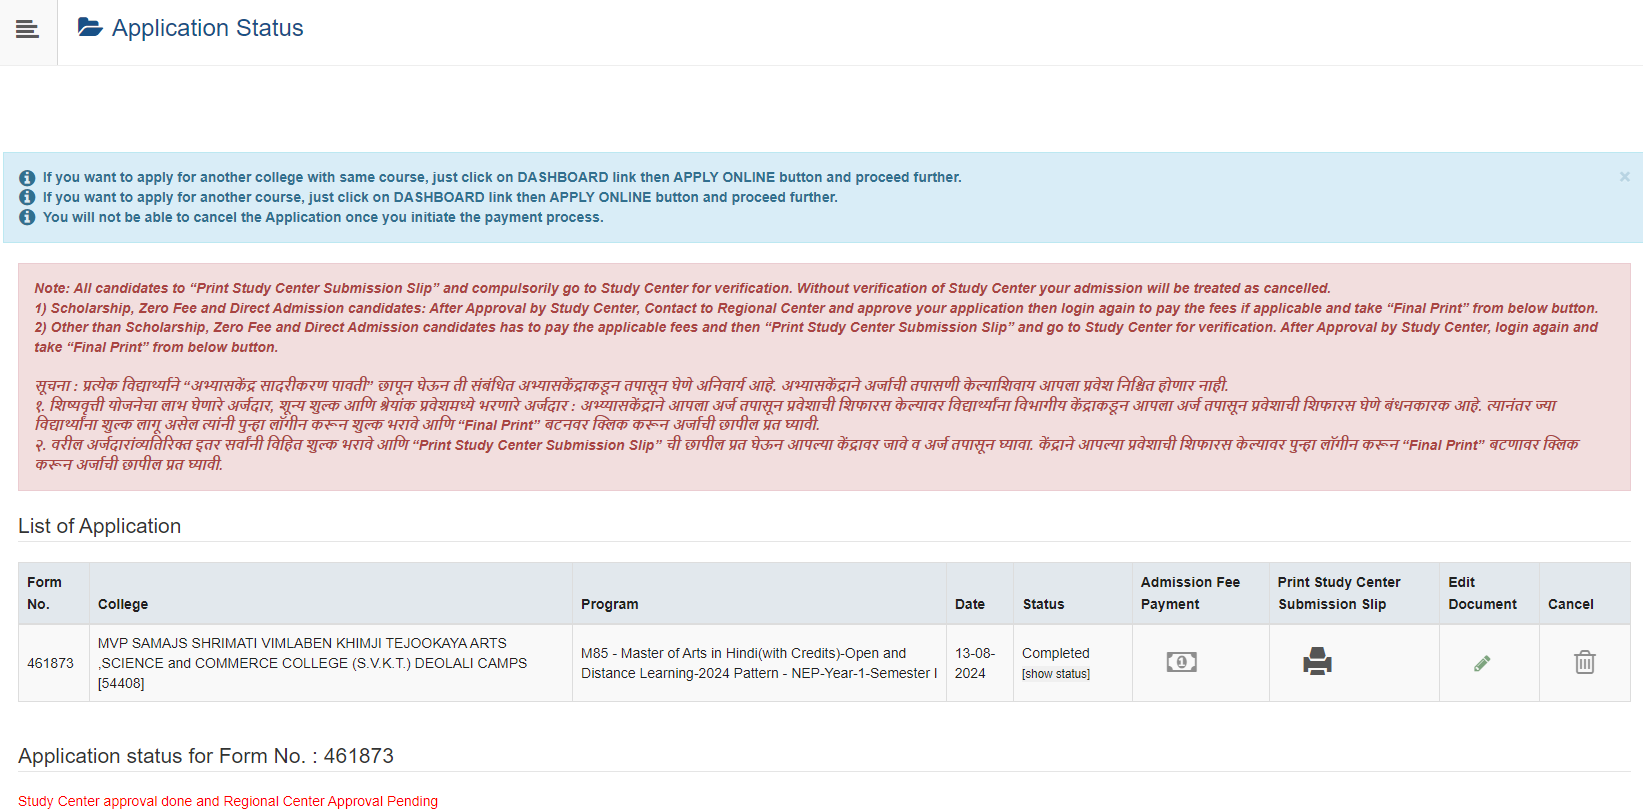 Application Status
If you want to apply for another college with same course, just click on DASHBOARD link then APPLY ONLINE button and proceed further.
If you want to apply for another course, just click on DASHBOARD link then APPLY ONLINE button and proceed further.
You will not be able to cancel the Application once you initiate the payment process.
×
Note: All candidates to “Print Study Center Submission Slip” and compulsorily go to Study Center for verification. Without verification of Study Center your admission will be treated as cancelled.
1) Scholarship, Zero Fee and Direct Admission candidates: After Approval by Study Center, Contact to Regional Center and approve your application then login again to pay the fees if applicable and take “Final Print” from below button.
2) Other than Scholarship, Zero Fee and Direct Admission candidates has to pay the applicable fees and then “Print Study Center Submission Slip” and go to Study Center for verification. After Approval by Study Center, login again and
take “Final Print” from below button.
सूचना : प्रत्येक विद्यार्थ्याने “अभ्यासकेंद्र सादरीकरण पावती” छापून घेऊन ती संबंधित अभ्यासकेंद्राकडून तपासून घेणे अनिवार्य आहे. अभ्यासकेंद्राने अर्जाची तपासणी केल्याशिवाय आपला प्रवेश निश्चित होणार नाही.
१. शिष्यवृत्ती योजनेचा लाभ घेणारे अर्जदार, शून्य शुल्क आणि श्रेयांक प्रवेशमध्ये भरणारे अर्जदार : अभ्यासकेंद्राने आपला अर्ज तपासून प्रवेशाची शिफारस केल्यावर विद्यार्थ्यांना विभागीय केंद्राकडून आपला अर्ज तपासून प्रवेशाची शिफारस घेणे बंधनकारक आहे. त्यानंतर ज्या
विद्यार्थ्यांना शुल्क लागू असेल त्यांनी पुन्हा लॉगीन करून शुल्क भरावे आणि “Final Print” बटनवर क्लिक करून अर्जाची छापील प्रत घ्यावी.
२. वरील अर्जदारांव्यतिरिक्त इतर सर्वांनी विहित शुल्क भरावे आणि “Print Study Center Submission Slip” ची छापील प्रत घेऊन आपल्या केंद्रावर जावे व अर्ज तपासून घ्यावा. केंद्राने आपल्या प्रवेशाची शिफारस केल्यावर पुन्हा लॉगीन करून “Final Print” बटणावर क्लिक
करून अर्जाची छापील प्रत घ्यावी.
List of Application
Form No. College Program Date Status Admission Fee Payment Print Study Center Submission Slip Edit Document Cancel
461873
MVP SAMAJS SHRIMATI VIMLABEN KHIMJI TEJOOKAYA ARTS
,SCIENCE and COMMERCE COLLEGE (S.V.K.T.) DEOLALI CAMPS
[54408]
M85 - Master of Arts in Hindi(with Credits)-Open and
Distance Learning-2024 Pattern - NEP-Year-1-Semester I
13-08-
2024
Completed
[show status]
Application status for Form No. : 461873
Study Center approval done and Regional Center Approval Pending